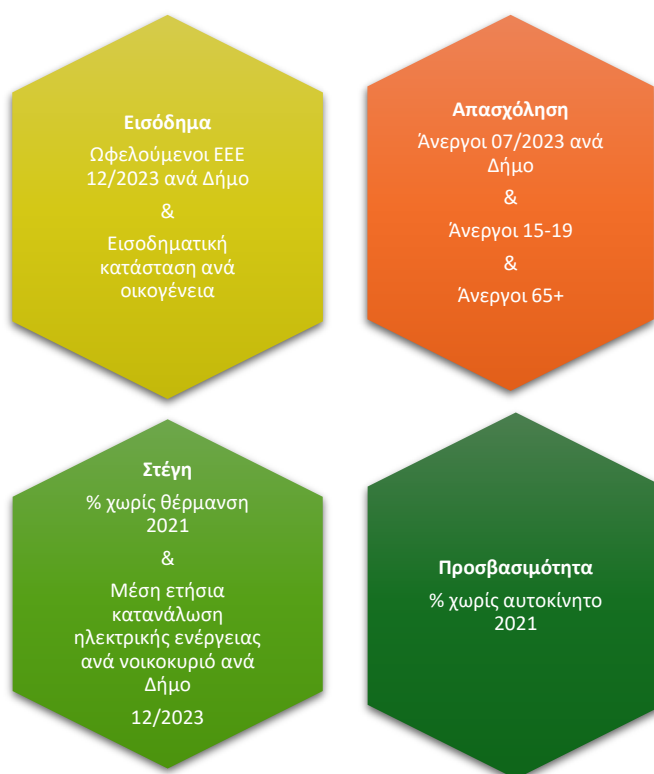 Εισόδημα
Ωφελούμενοι ΕΕΕ
12/2023 ανά Δήμο
&
Εισοδηματική
κατάσταση ανά
οικογένεια
Απασχόληση
Άνεργοι 07/2023 ανά
Δήμο
&
Άνεργοι 15-19
&
Άνεργοι 65+
Στέγη
% χωρίς θέρμανση
2021
&
Μέση ετήσια
κατανάλωση
ηλεκτρικής ενέργειας
ανά νοικοκυριό ανά
Δήμο
12/2023
Προσβασιμότητα
% χωρίς αυτοκίνητο
2021